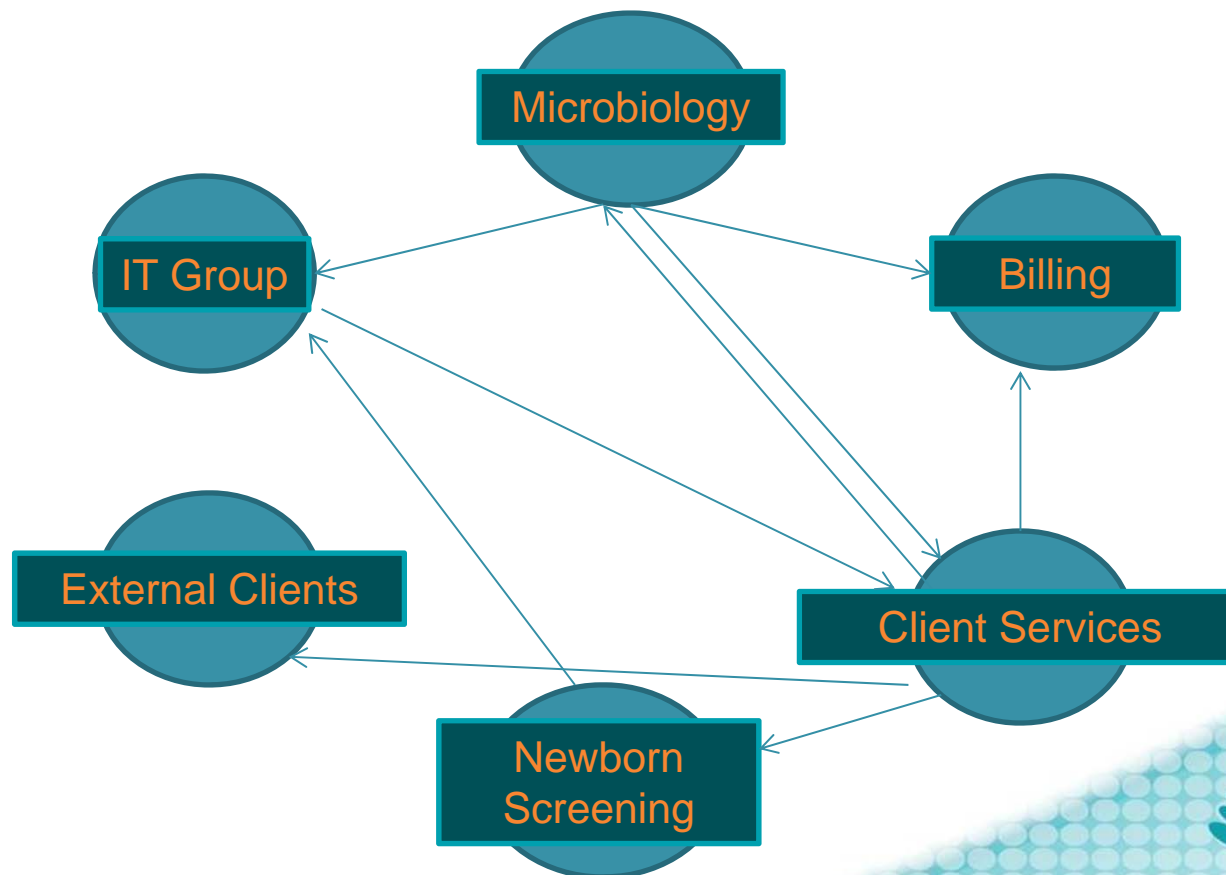 Microbiology
IT Group
Billing
External Clients
Client Services
Newborn
Screening